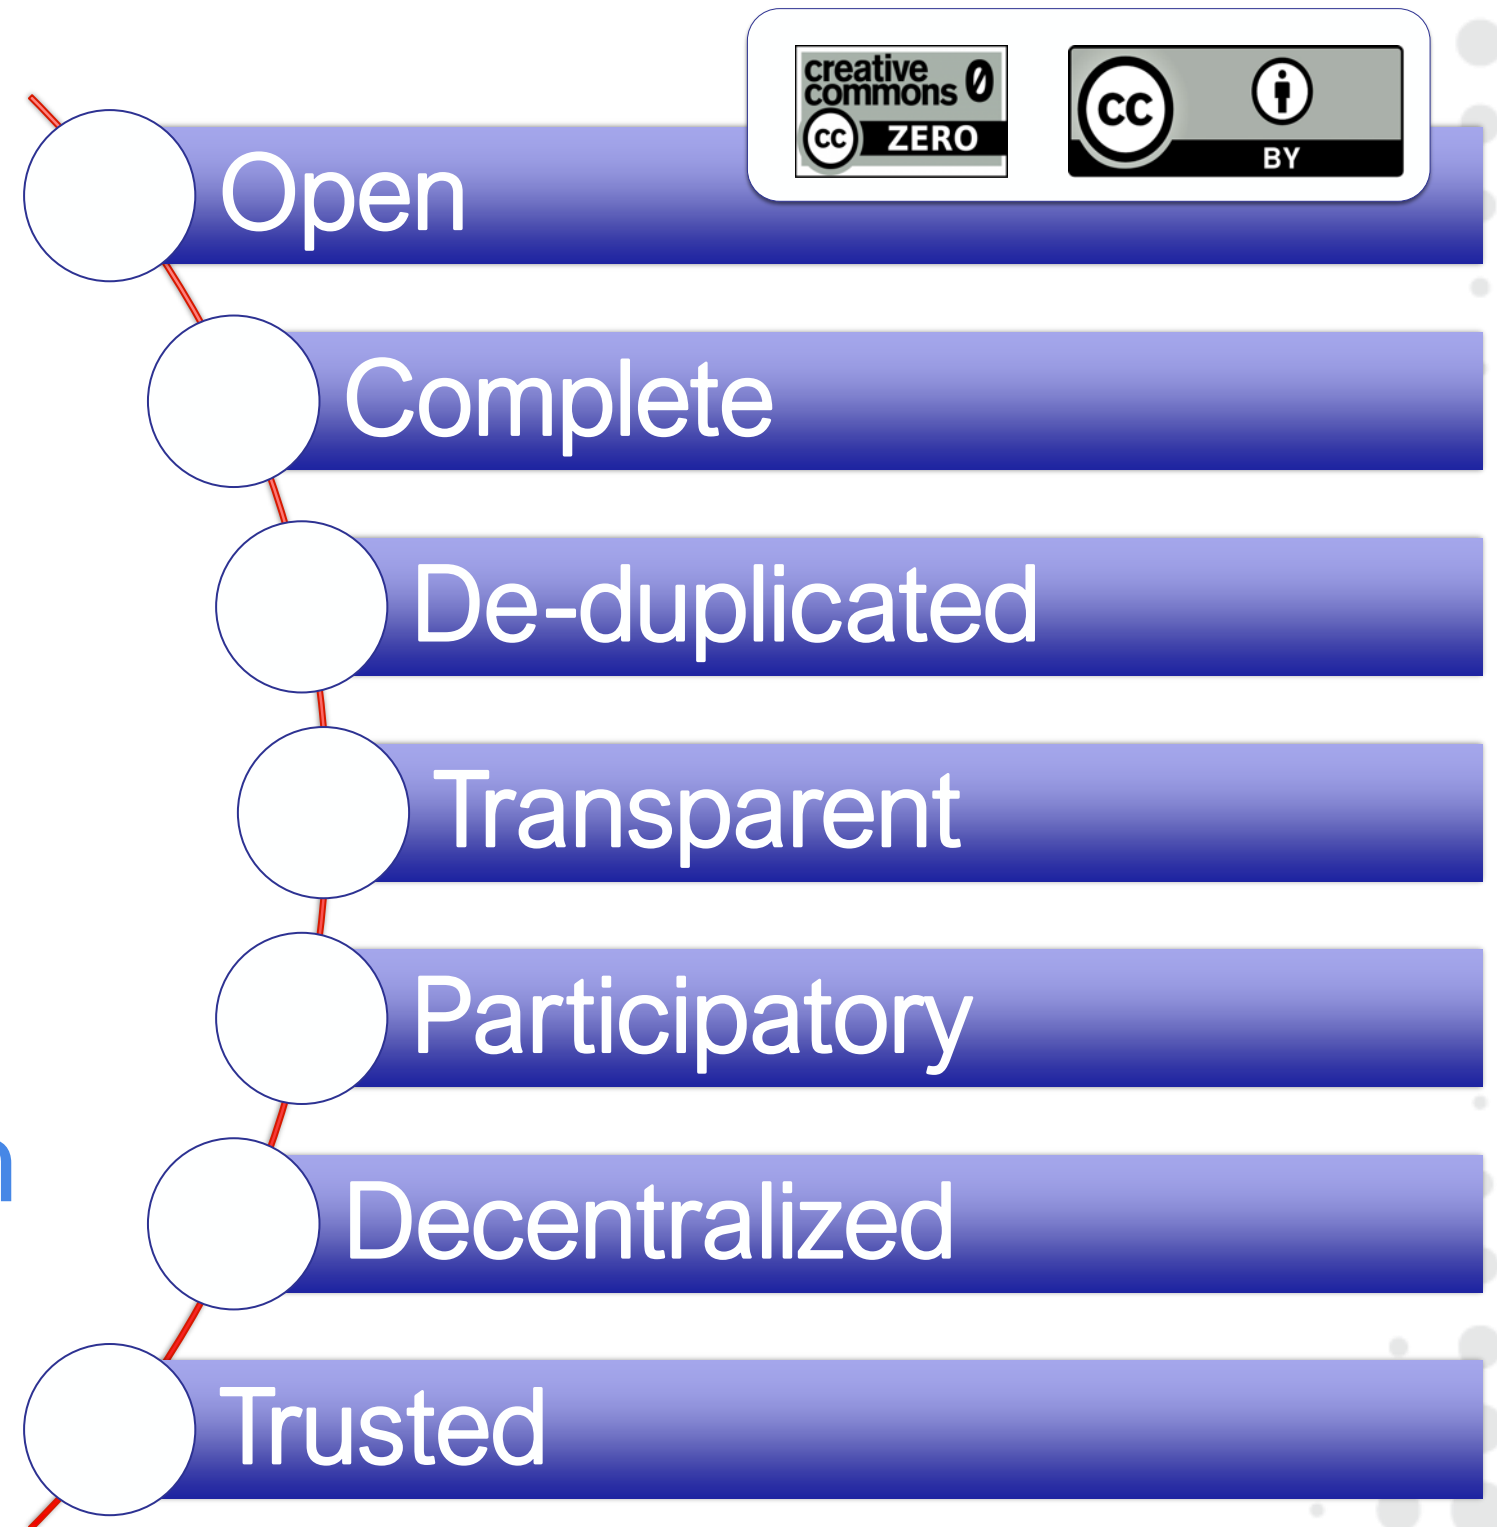 creative
commons 0
cc ZERO
cc
BY
Open
Complete
De-duplicated
Transparent
Participatory
Decentralized
Trusted